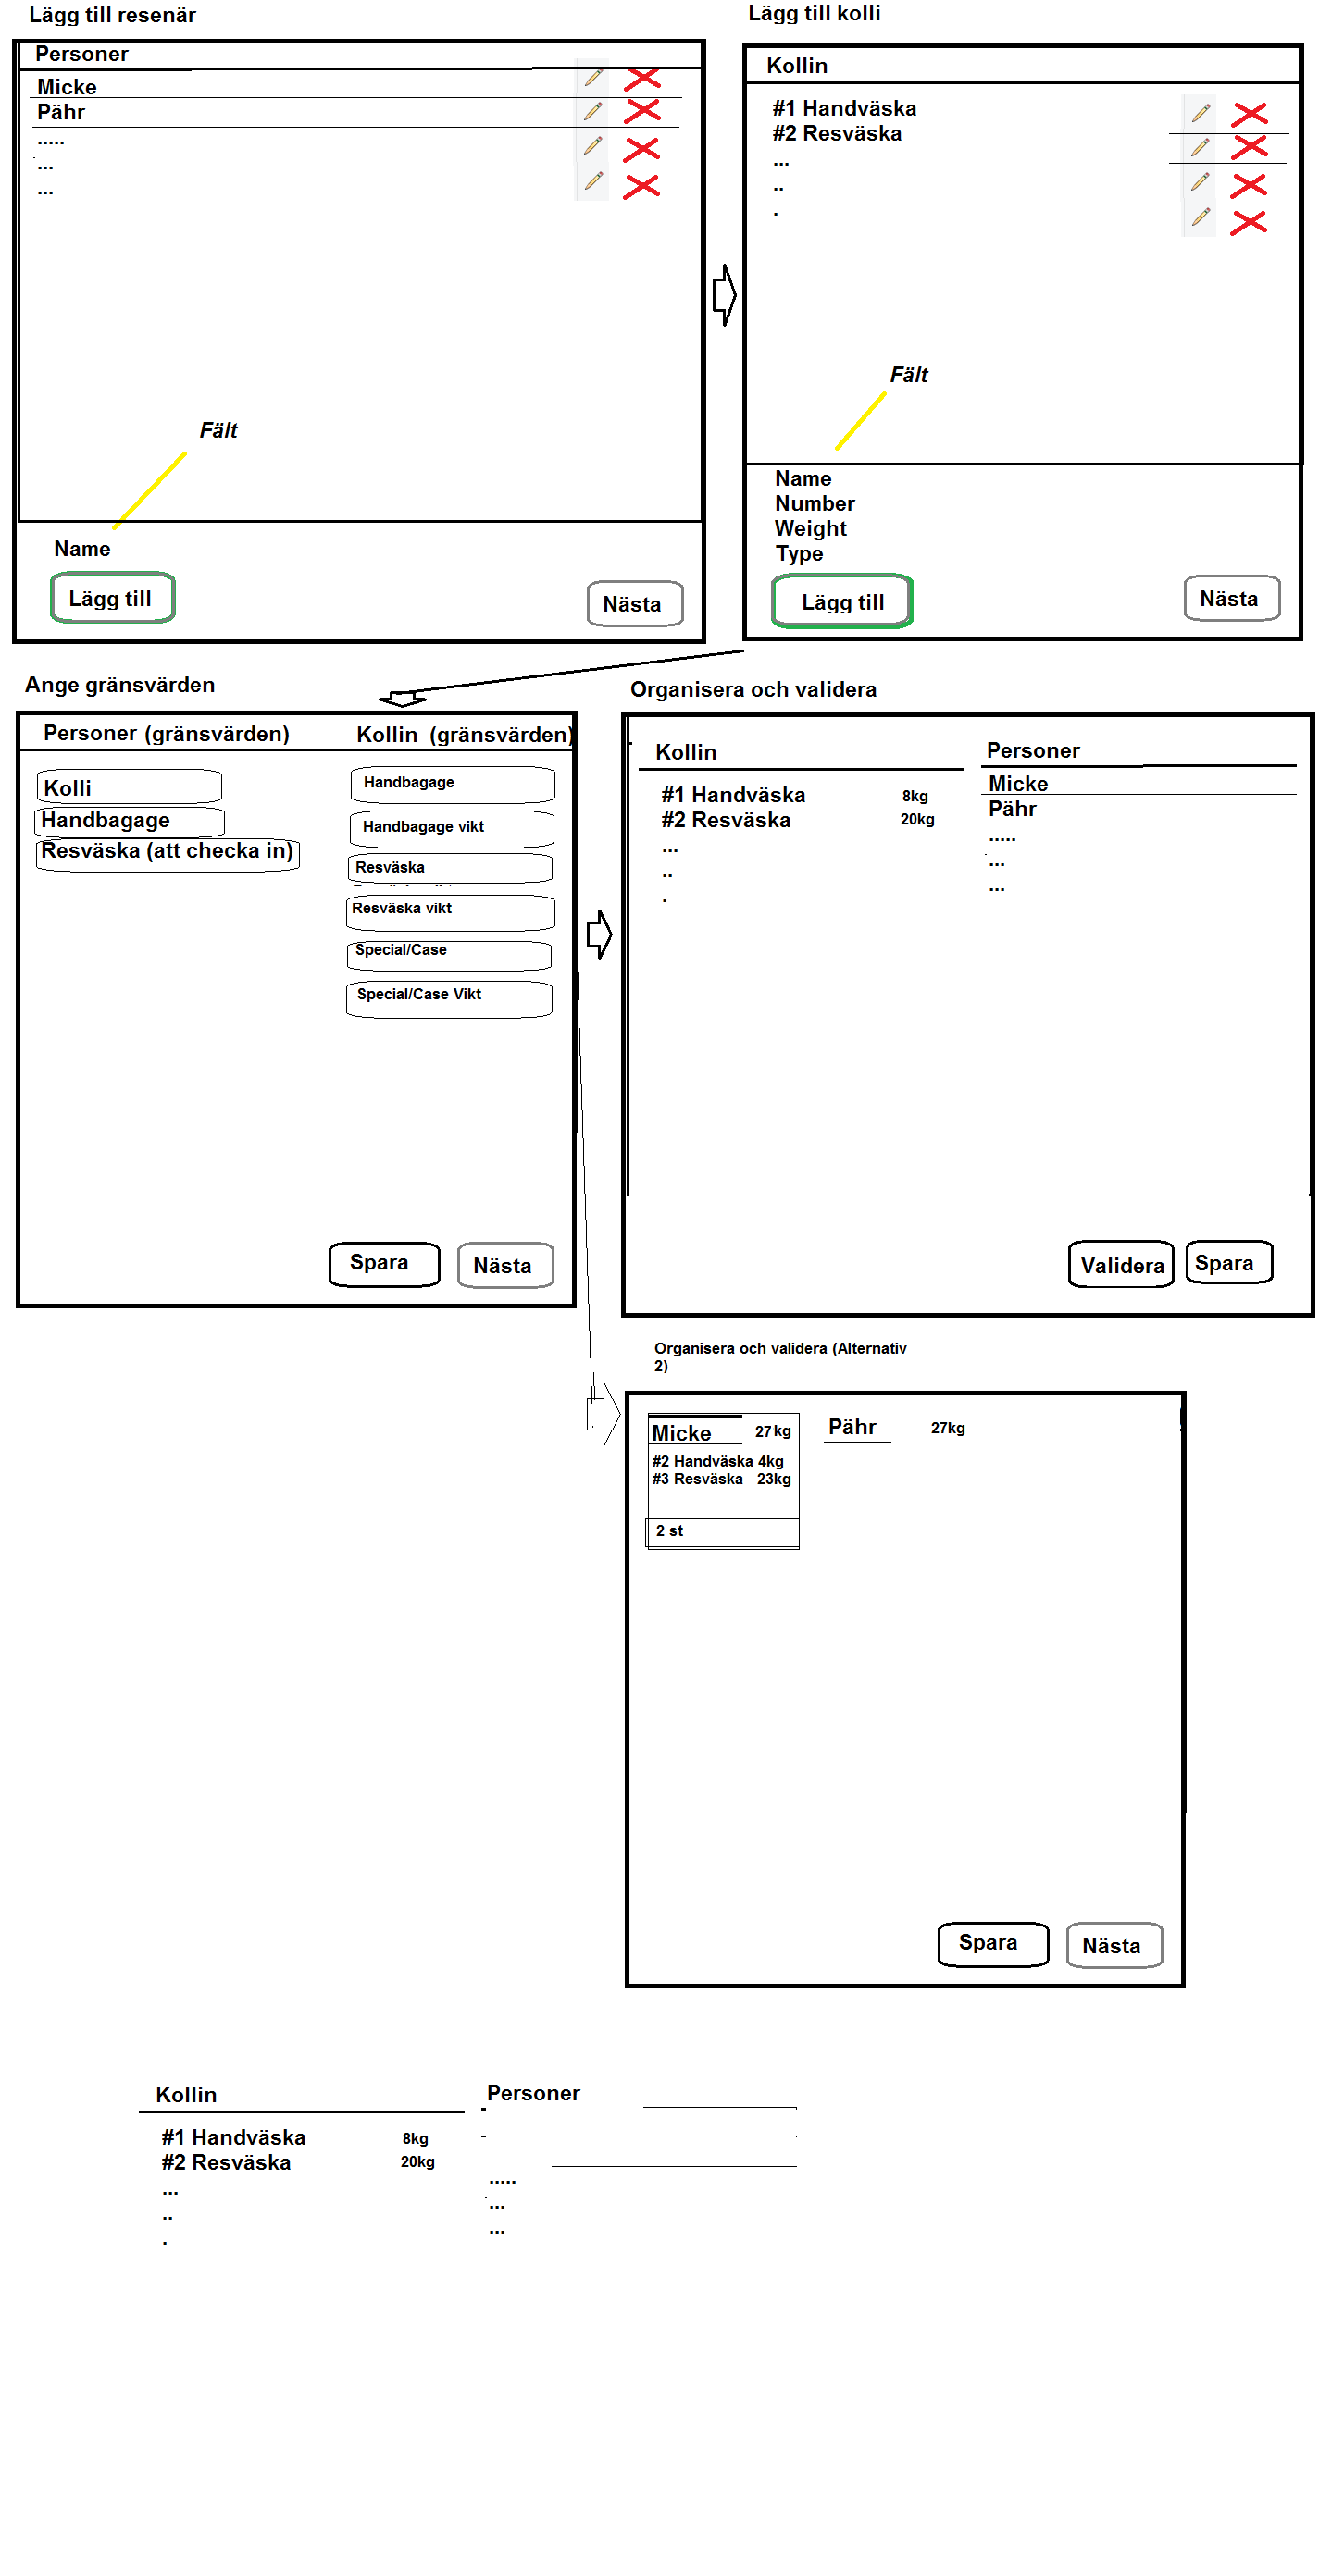 Lägg till resenär
Personer
Micke
Pähr
.....
...
...
Fält
Name
Lägg till
Nästa
Lägg till kolli
Kollin
#1 Handväska
#2 Resväska
...
..
.
Fält
Name
Number
Weight
Type
Lägg till
Nästa
Ange gränsvärden
Personer (gränsvärden)
Kolli
Handbagage
Resväska (att checka in)
Kollin (gränsvärden)
Handbagage
Handbagage vikt
Resväska
Resväska vikt
Special/Case
Special/Case Vikt
Spara
Nästa
Organisera och validera
Kollin
#1 Handväska 8kg
#2 Resväska 20kg
...
..
.
Personer
Micke
Pähr
.....
...
...
Validera
Spara
Organisera och validera (Alternativ
2)
Micke 27kg
#2 Handväska 4kg
#3 Resväska 23kg
2 st
Pähr 27kg
Spara
Nästa
Kollin
#1 Handväska 8kg
#2 Resväska 20kg
...
..
.
Personer
.....
...
...